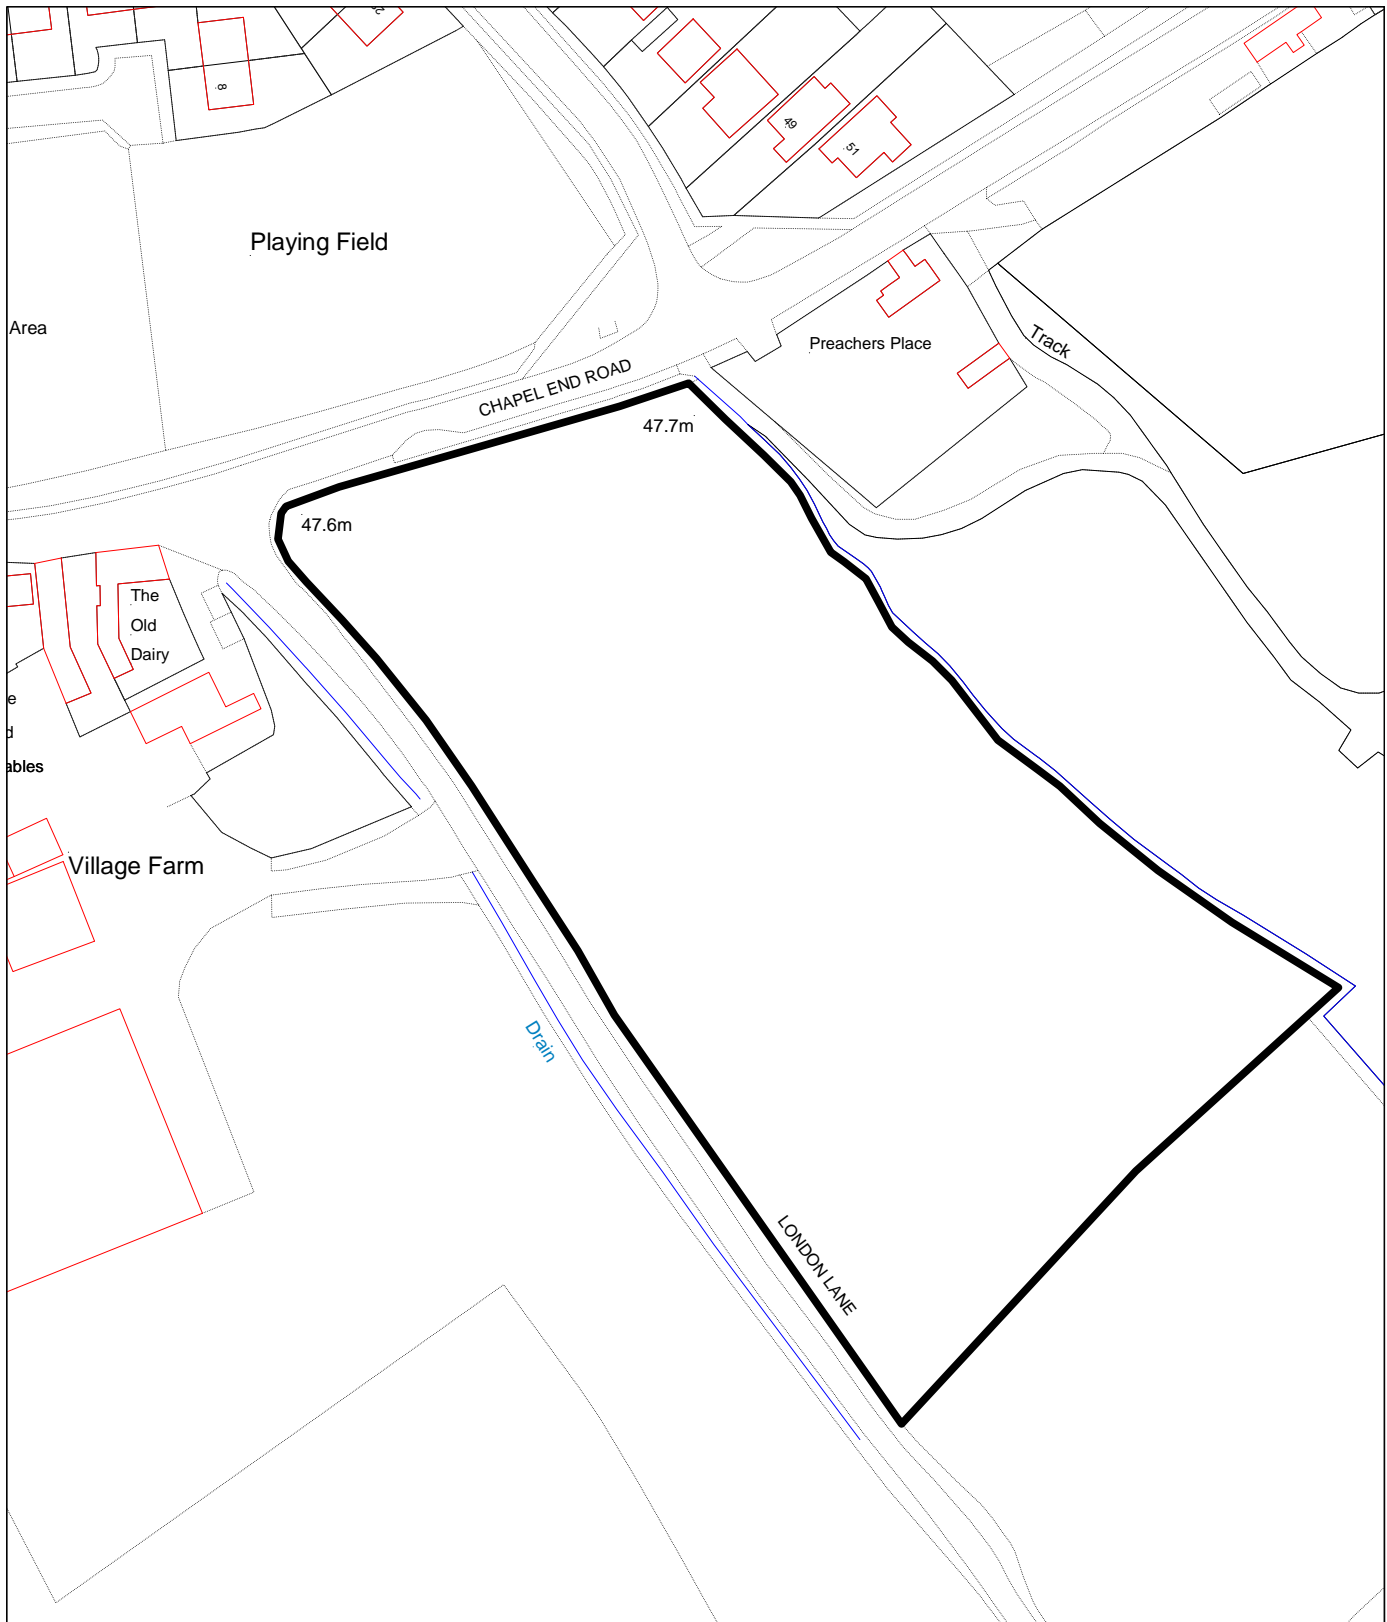 8
49
51
Playing Field
Area
Preachers Place
Track
CHAPEL END ROAD
47.7m
47.6m
The
Old
Dairy
e
d
ables
Village Farm
Drain
LONDON LANE